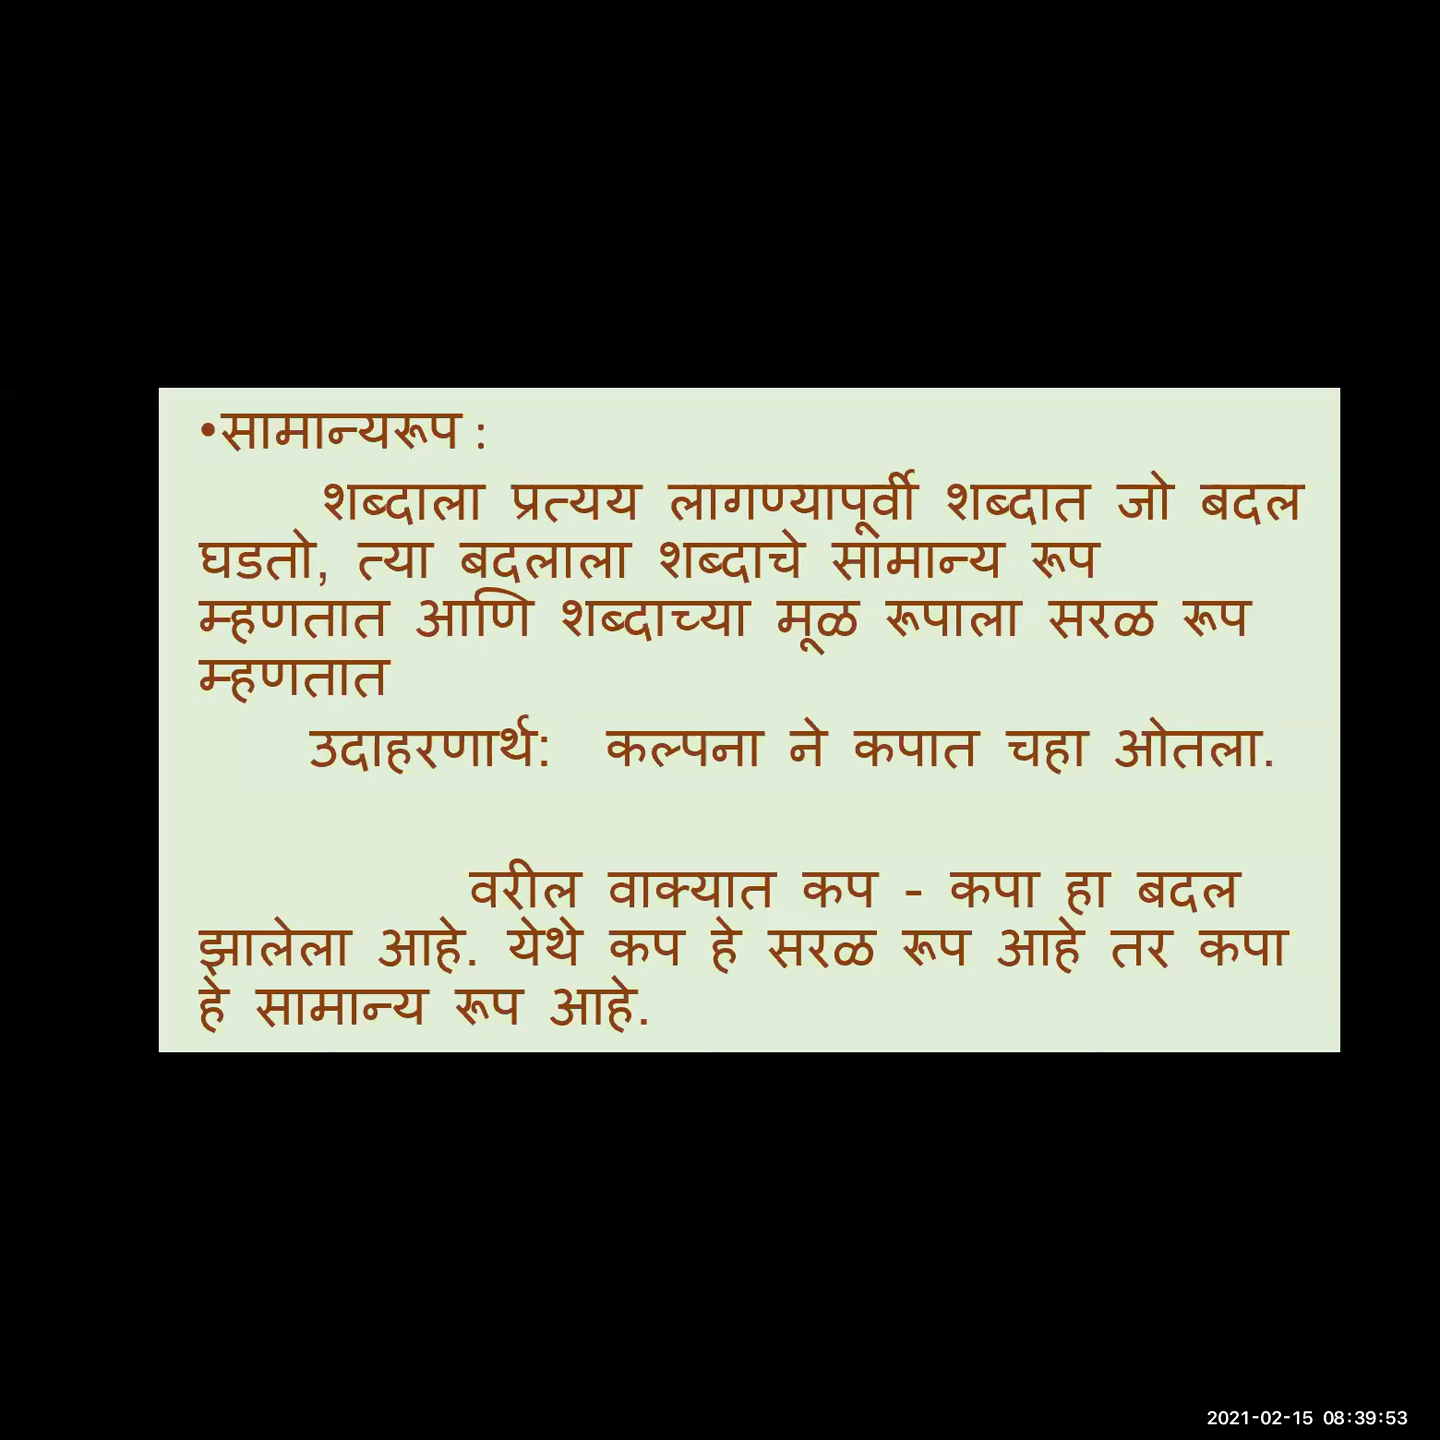 •सामान्यरूप :
शब्दाला प्रत्यय लागण्यापूर्वी शब्दात जो बदल
घडतो, त्या बदलाला शब्दाचे सामान्य रूप
म्हणतात आणि शब्दाच्या मूळ रूपाला सरळ रूप
म्हणतात
उदाहरणार्थ: कल्पना ने कपात चहा ओतला.
वरील वाक्यात कप - कपा हा बदल
झालेला आहे. येथे कप हे सरळ रूप आहे तर कपा
हे सामान्य रूप आहे.
2021-02-15 08:39:53